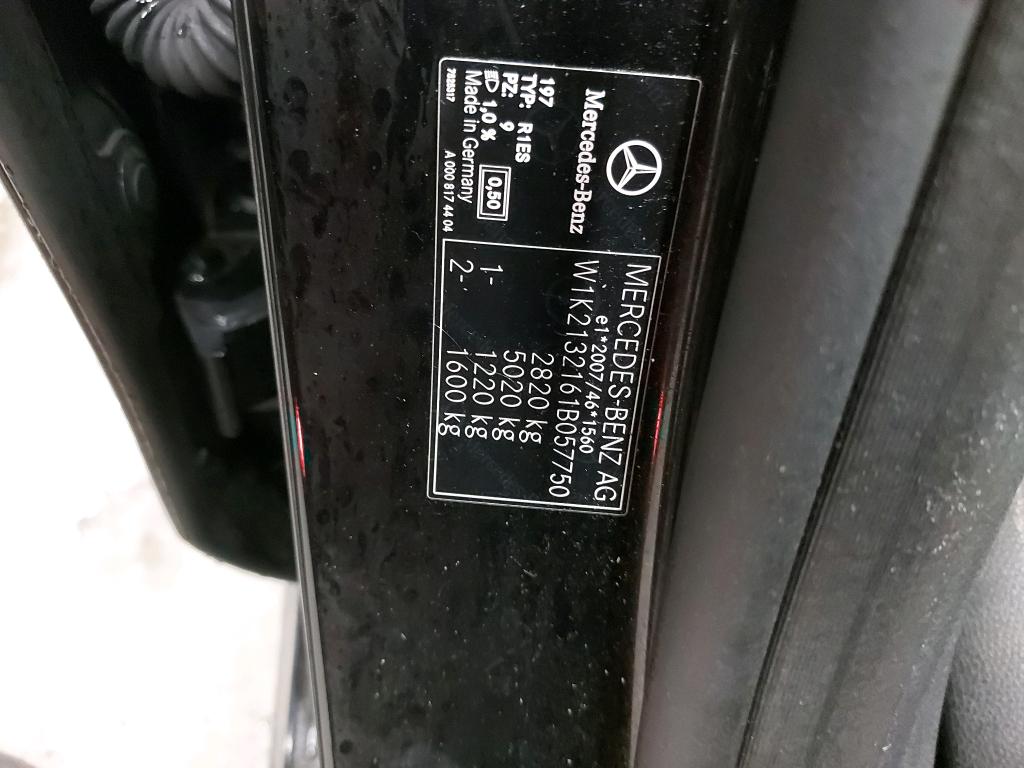 Mercedes-Benz
197
TYP: R1ES
PZ: 9
1,0 %
0,50
Made in Germany
A 000 817 44 04
MERCEDES-BENZ AG
e1*2007/46*1560
W1K2132161B057750
2820 kg
5020 kg
1- 1220 kg
2- 1600 kg